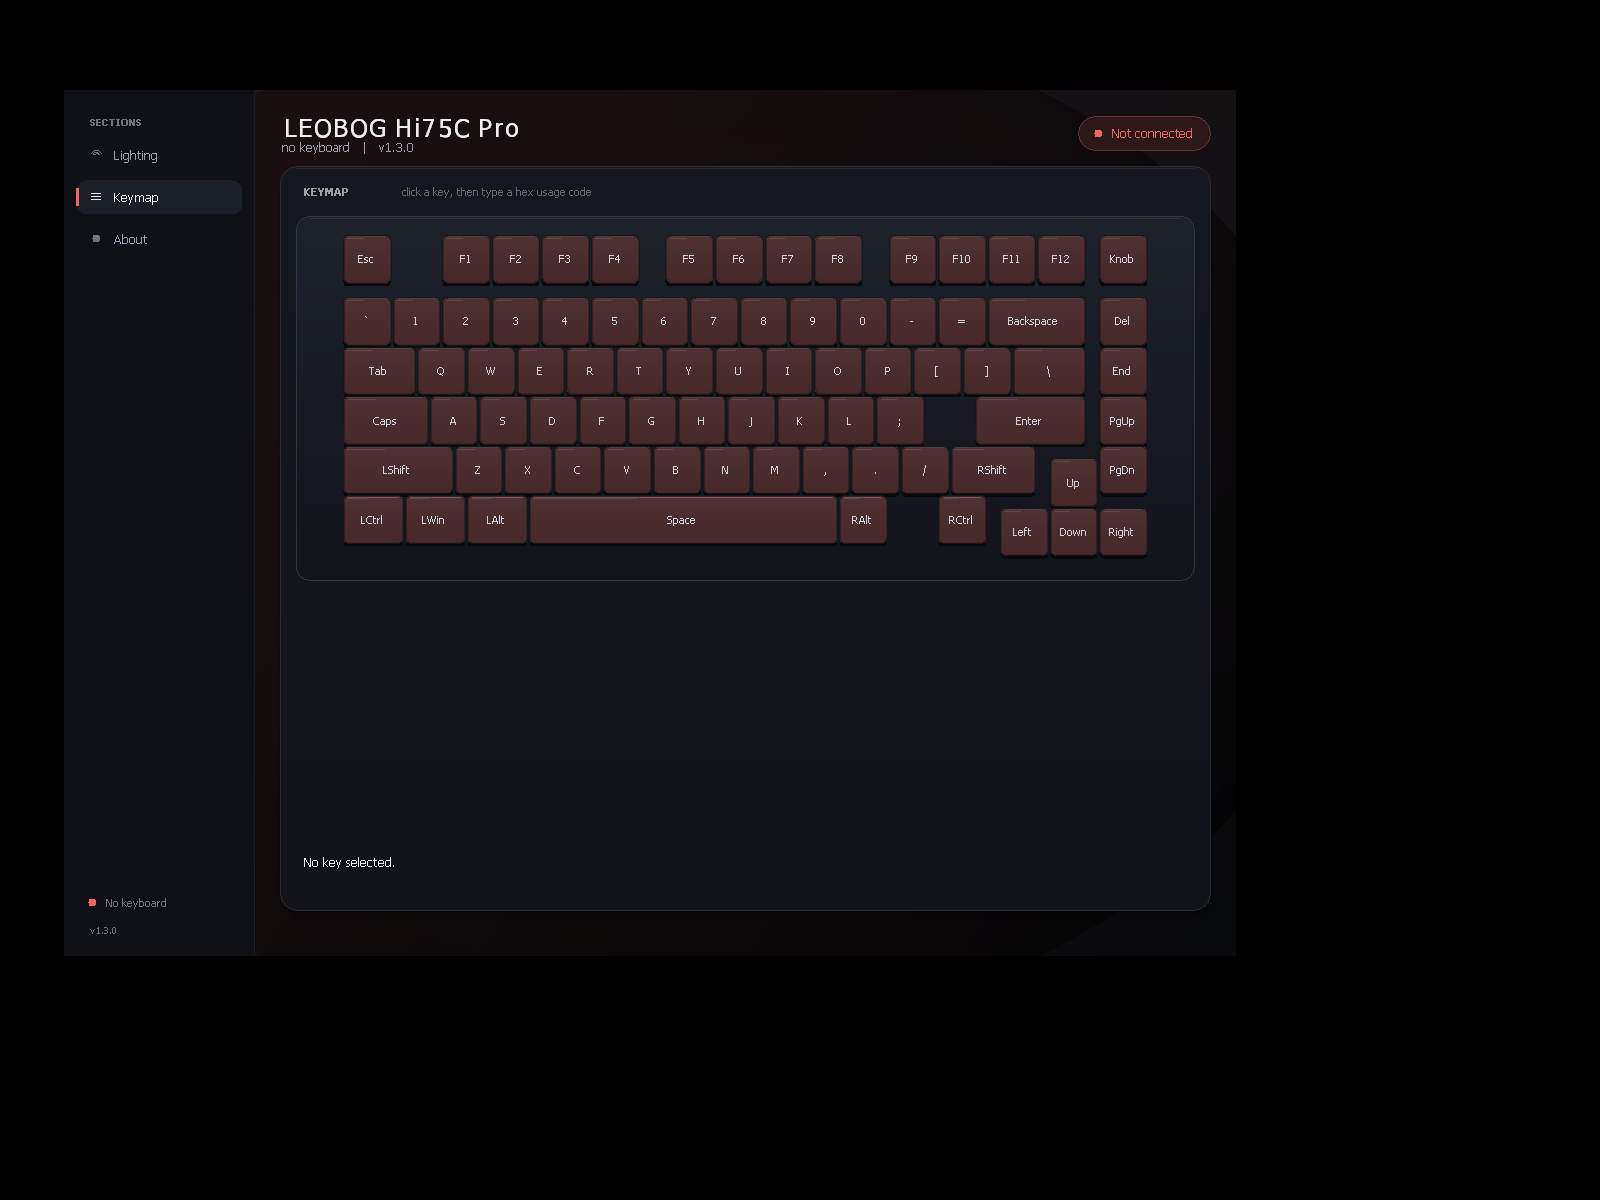 SECTIONS
Lighting
Keymap
About
No keyboard
v1.3.0
LEOBOG Hi75C Pro
no keyboard | v1.3.0
Not connected
KEYMAP click a key, then type a hex usage code
Esc F1 F2 F3 F4 F5 F6 F7 F8 F9 F10 F11 F12 Knob
` 1 2 3 4 5 6 7 8 9 0 - = Backspace Del
Tab Q W E R T Y U I O P [ ] \ End
Caps A S D F G H J K L ; Enter PgUp
LShift Z X C V B N M , . / RShift Up PgDn
LCtrl LWin LAlt Space RAlt RCtrl Left Down Right
No key selected.